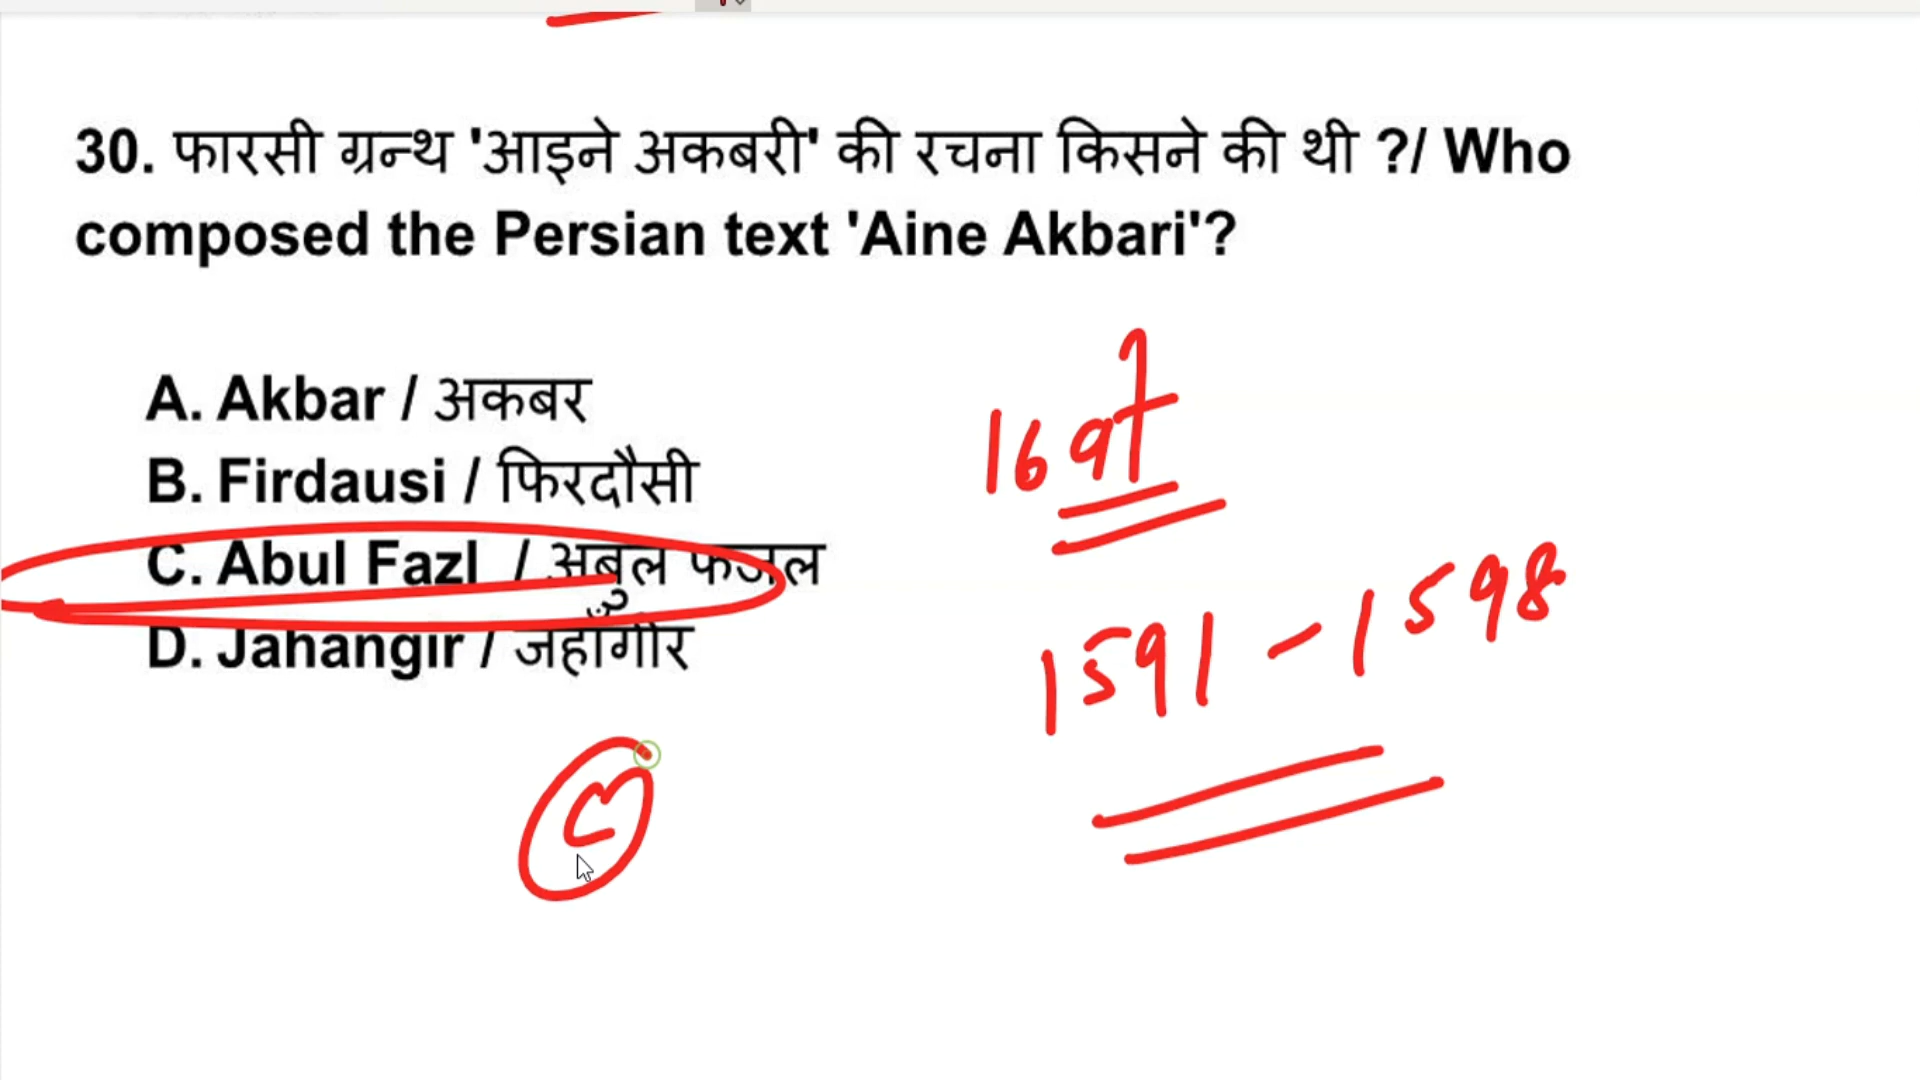 30. फारसी ग्रन्थ 'आइने अकबरी' की रचना किसने की थी ?/ Who
composed the Persian text 'Aine Akbari'?
A. Akbar / अकबर
B. Firdausi / फिरदौसी
C. Abul Fazl / अबुल फजल
D. Jahangir / जहाँगीर
1591 - 1598
C